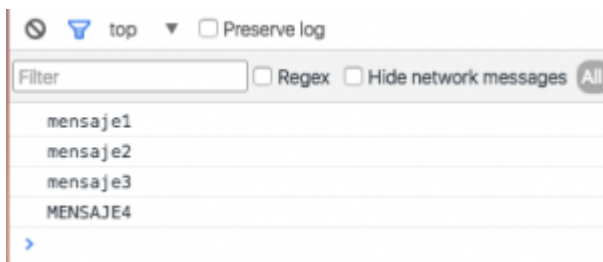 top Preserve log
Filter Regex Hide network messages All
mensaje1
mensaje2
mensaje3
MENSAJE4